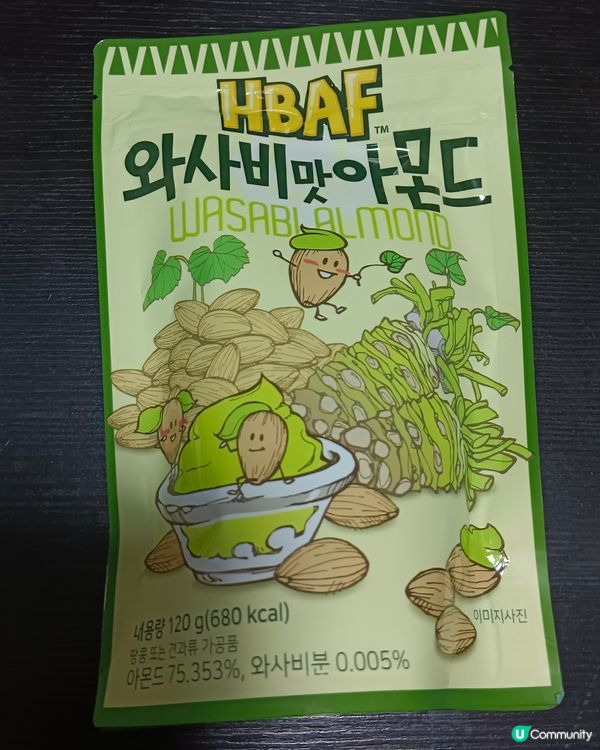 HBAF™
와사비맛아몬드
WASABI ALMOND
내용량 120 g(680 kcal)
땅콩 또는 견과류 가공품
아몬드 75.353%, 와사비분 0.005%
이미지사진
U Community